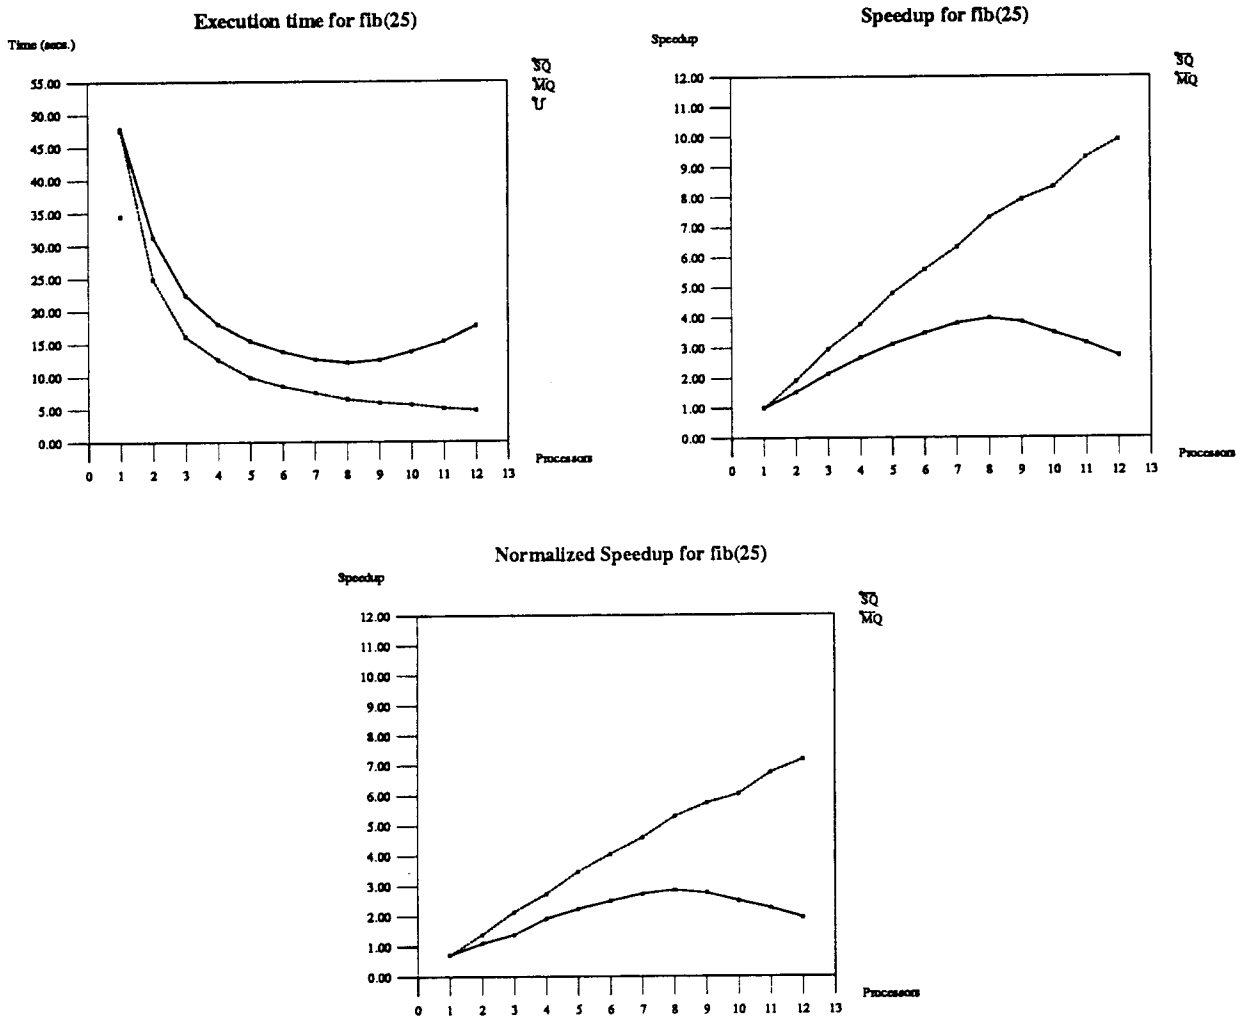 Execution time for fib(25)
Time (secs.)
SQ
MQ
U
55.00
50.00
45.00
40.00
35.00
30.00
25.00
20.00
15.00
10.00
5.00
0.00
Processors
0 1 2 3 4 5 6 7 8 9 10 11 12 13
Speedup for fib(25)
Speedup
SQ
MQ
12.00
11.00
10.00
9.00
8.00
7.00
6.00
5.00
4.00
3.00
2.00
1.00
0.00
Processors
0 1 2 3 4 5 6 7 8 9 10 11 12 13
Normalized Speedup for fib(25)
Speedup
SQ
MQ
12.00
11.00
10.00
9.00
8.00
7.00
6.00
5.00
4.00
3.00
2.00
1.00
0.00
Processors
0 1 2 3 4 5 6 7 8 9 10 11 12 13